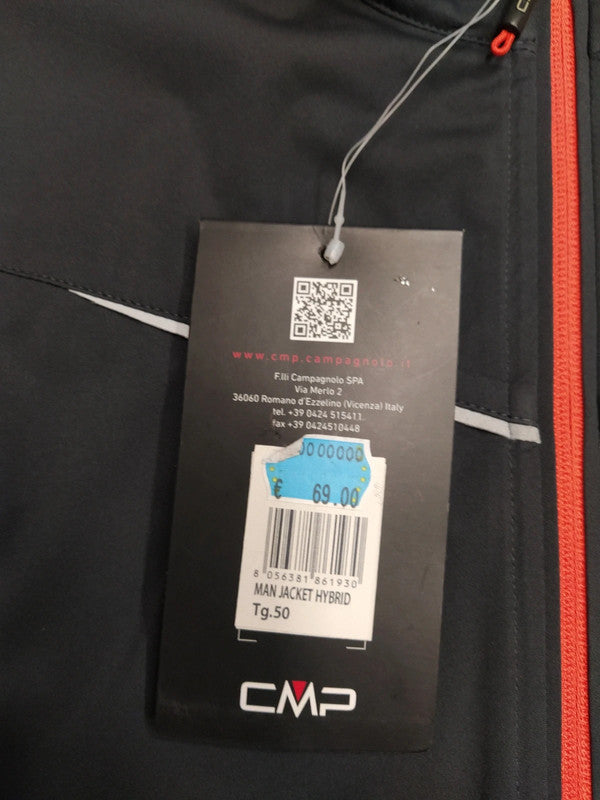 www.cmp.campagnolo.it
F.lli Campagnolo SPA
Via Merlo 2
36060 Romano d'Ezzelino (Vicenza) Italy
tel. +39 0424 515411.
fax +39 0424510448
000000
€ 69.00
8 056381 861930
MAN JACKET HYBRID
Tg.50
CMP